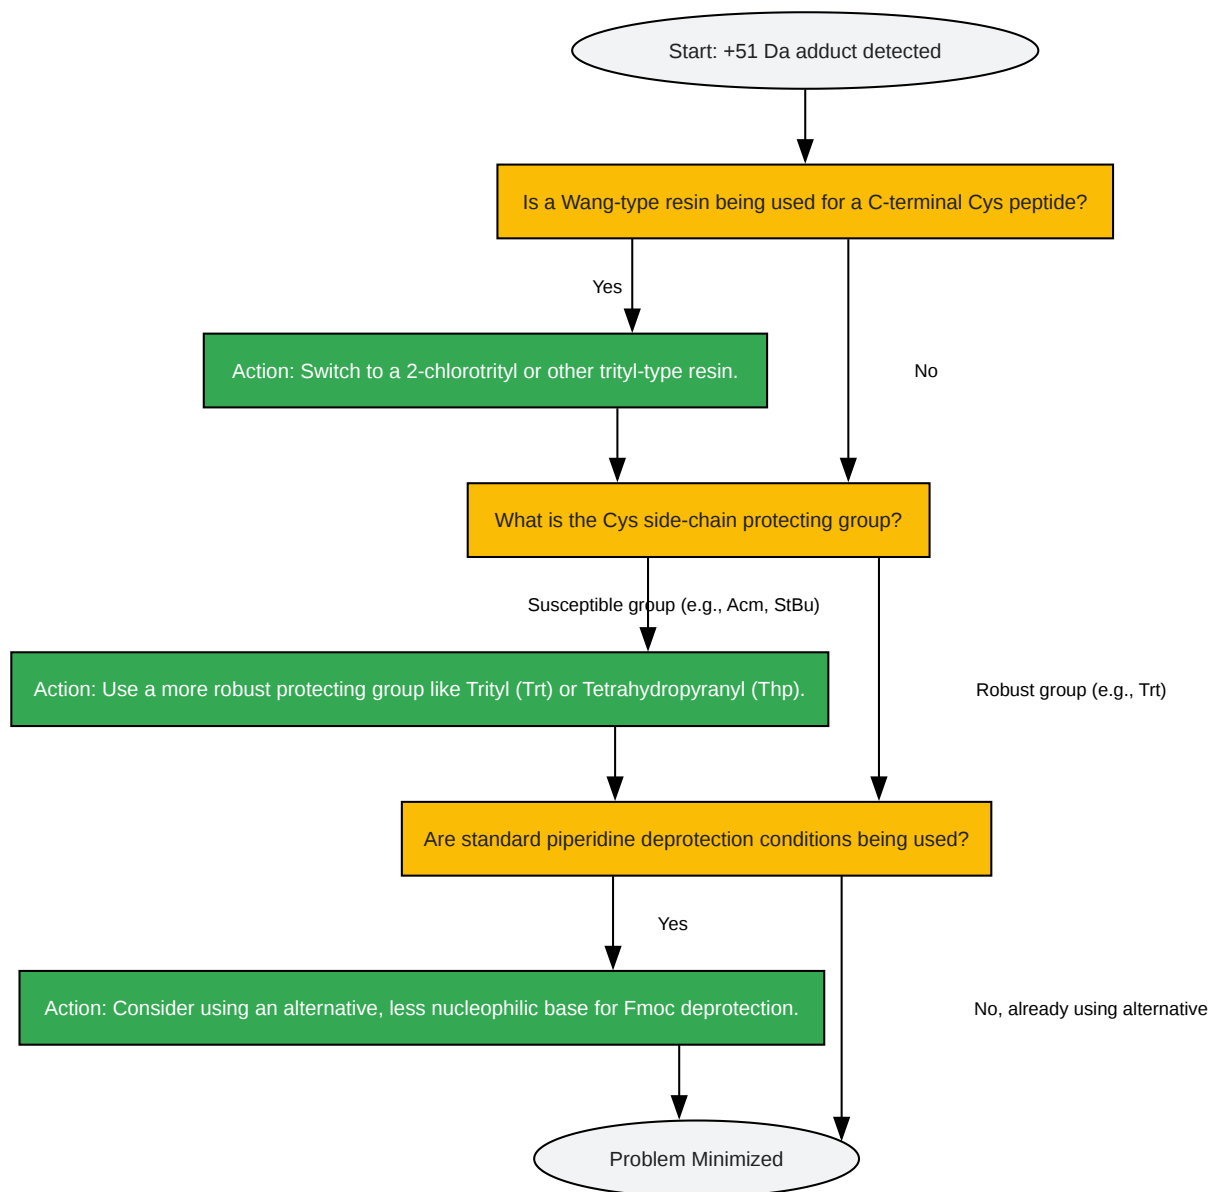 Start: +51 Da adduct detected
Is a Wang-type resin being used for a C-terminal Cys peptide?
Yes
Action: Switch to a 2-chlorotrityl or other trityl-type resin.
No
What is the Cys side-chain protecting group?
Susceptible group (e.g., Acm, StBu)
Action: Use a more robust protecting group like Trityl (Trt) or Tetrahydropyranyl (Thp).
Robust group (e.g., Trt)
Are standard piperidine deprotection conditions being used?
Yes
Action: Consider using an alternative, less nucleophilic base for Fmoc deprotection.
No, already using alternative
Problem Minimized